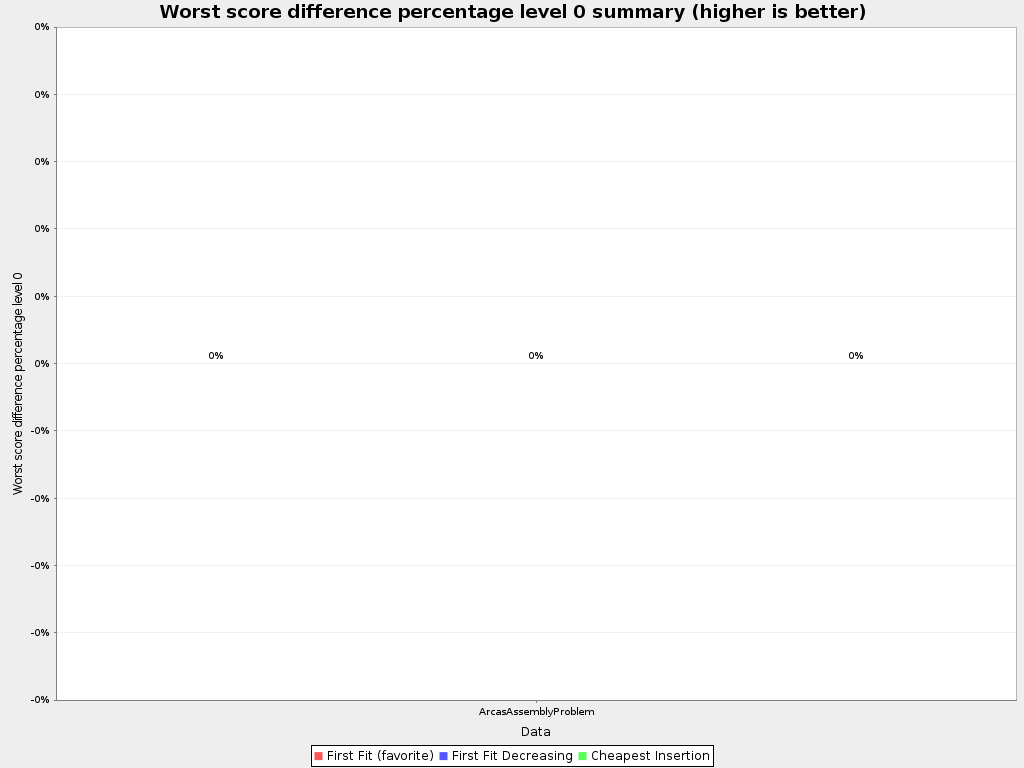 Worst score difference percentage level 0 summary (higher is better)
0%
0%
0%
0%
0%
0%
-0%
-0%
-0%
-0%
-0%
Worst score difference percentage level 0
0% 0% 0%
ArcasAssemblyProblem
Data
First Fit (favorite) First Fit Decreasing Cheapest Insertion